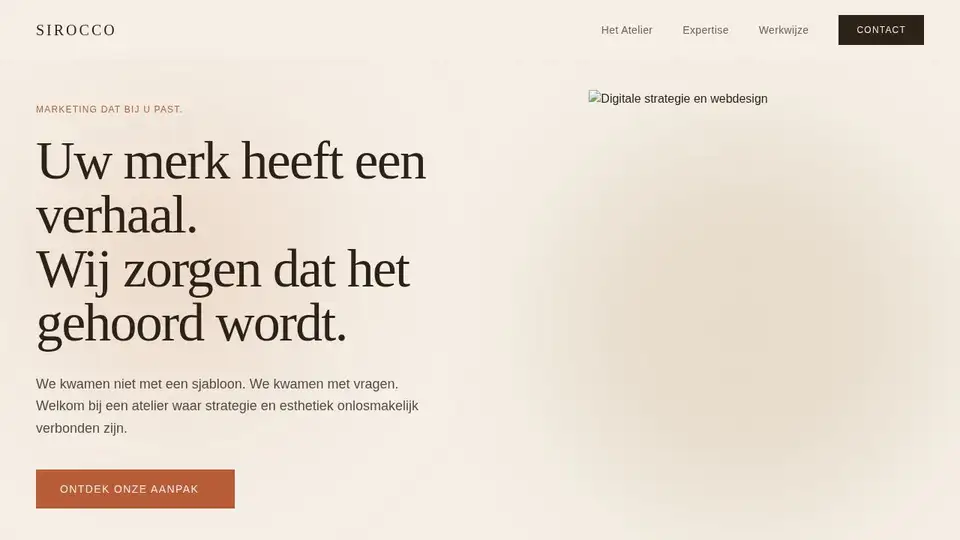 SIROCCO
Het Atelier
Expertise
Werkwijze
CONTACT
MARKETING DAT BIJ U PAST.
Uw merk heeft een
verhaal.
Wij zorgen dat het
gehoord wordt.
We kwamen niet met een sjabloon. We kwamen met vragen.
Welkom bij een atelier waar strategie en esthetiek onlosmakelijk
verbonden zijn.
ONTDEK ONZE AANPAK
Digitale strategie en webdesign